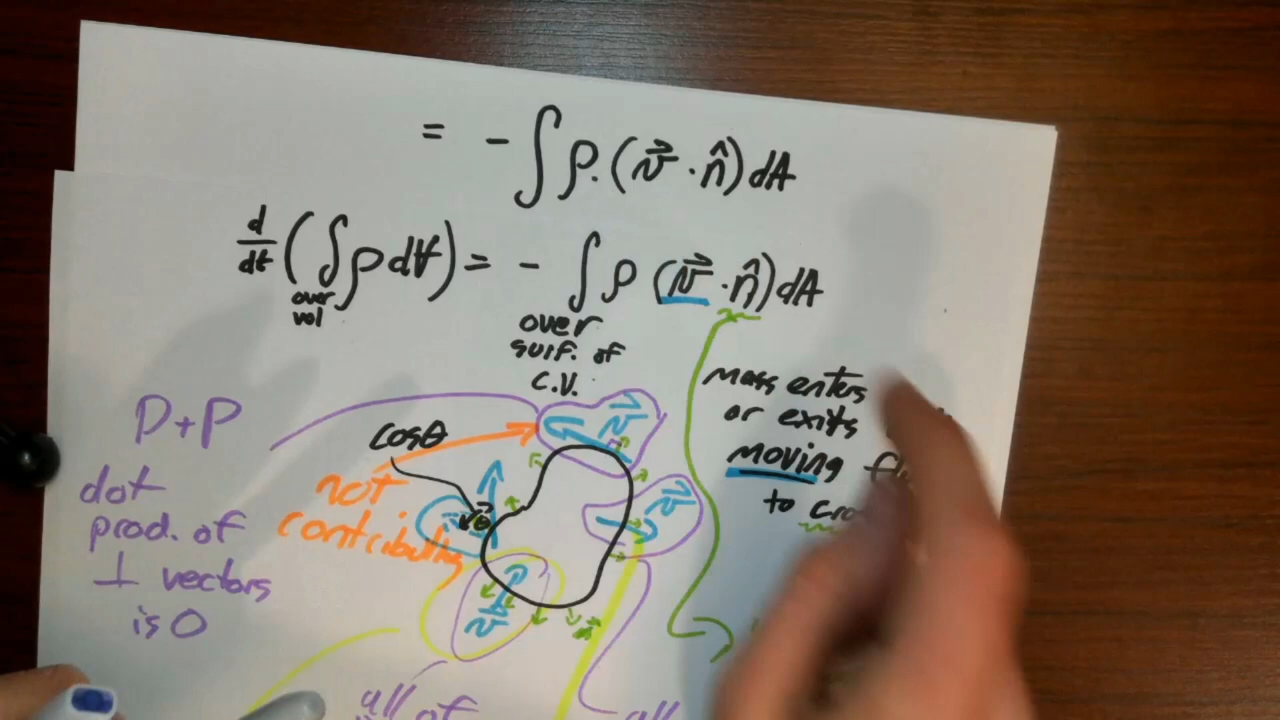 = - ∫ρ.(v⃗ · n̂)dA
d/dt (∫ρdV) = - ∫ρ (v⃗ · n̂)dA
over
vol
over
surf. of
C.V.
mass enters
or exits
moving
to
P+P
dot
prod. of
⊥ vectors
is 0
cosθ
not
contributing
v⃗
v⃗
v⃗
v⃗
n⃗
all of
all